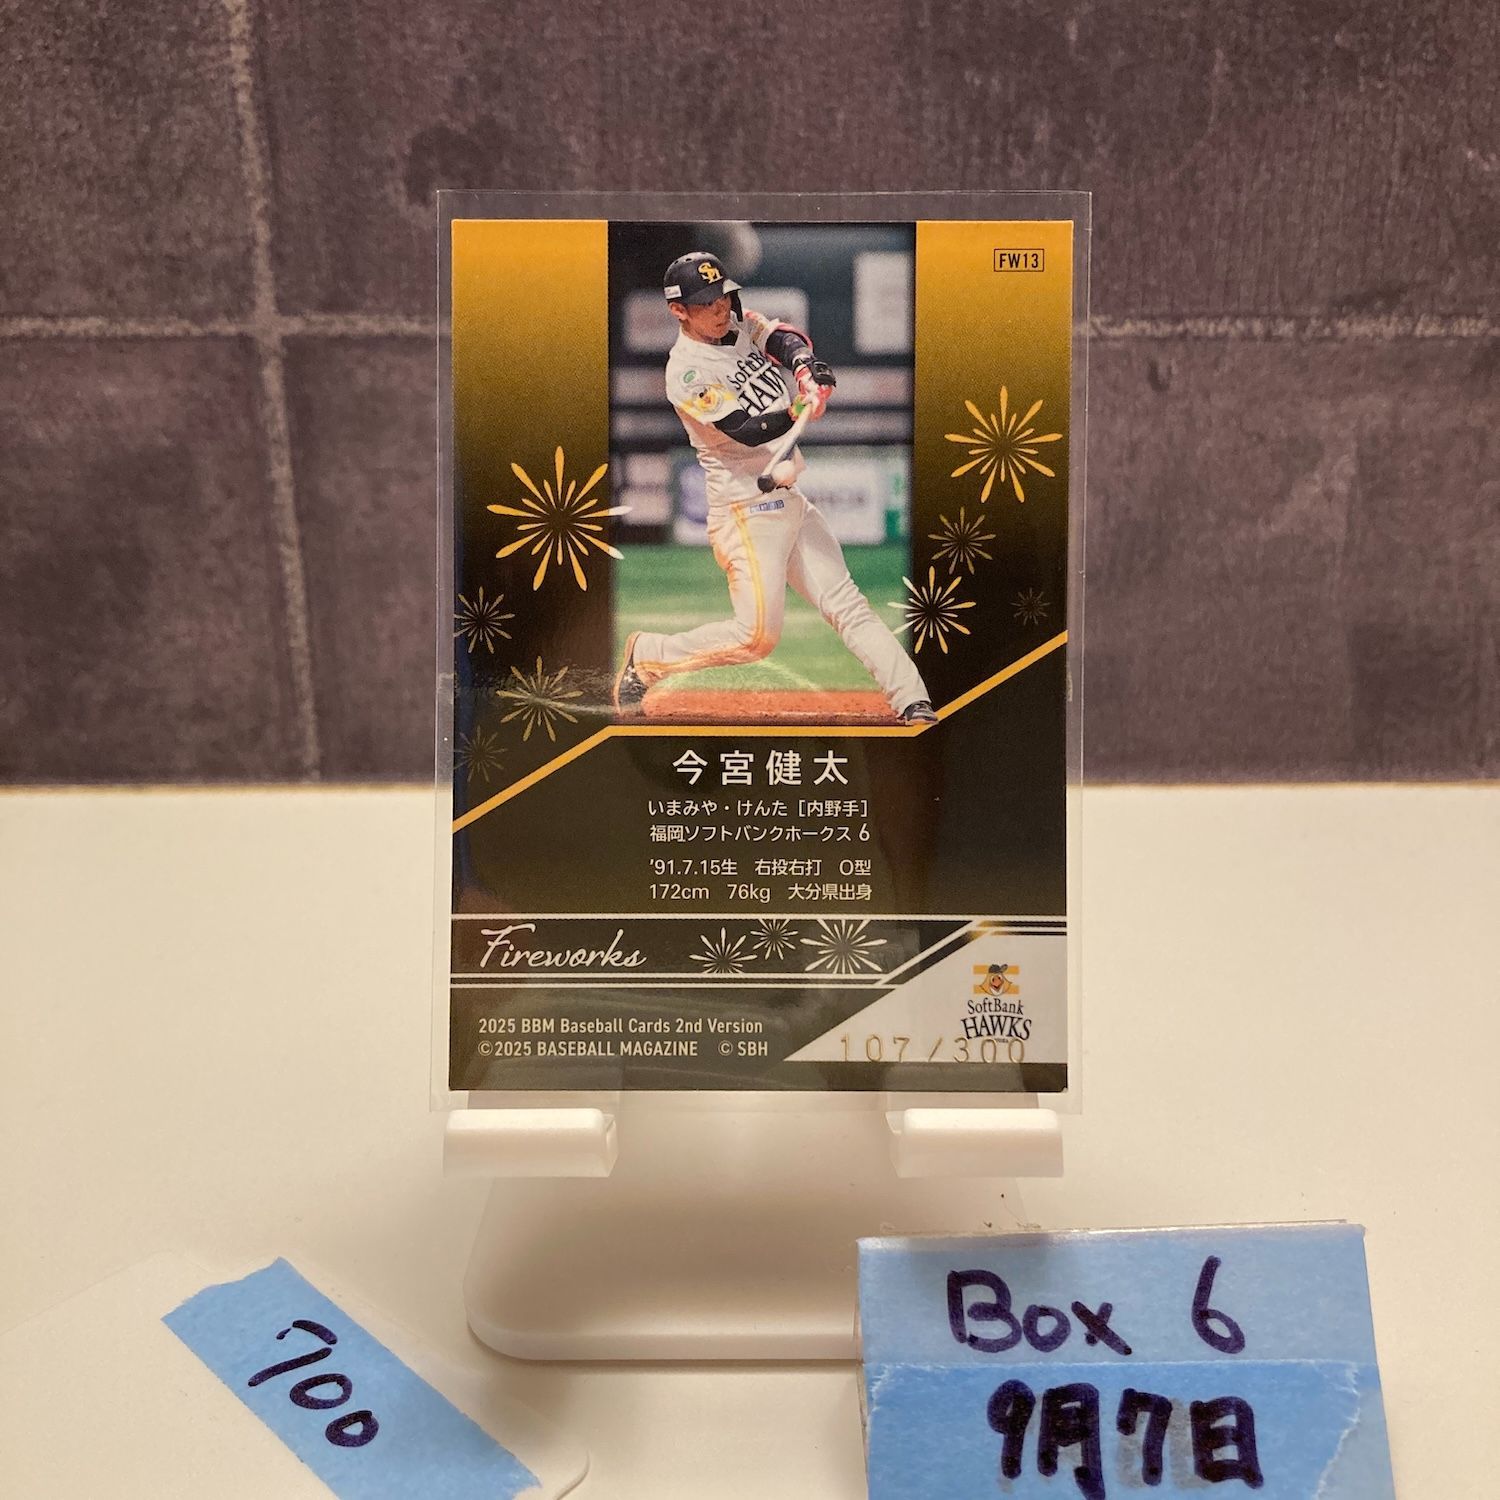 FW13
SoftBank
HAWKS
今宮健太
いまみや・けんた［内野手］
福岡ソフトバンクホークス 6
'91.7.15生　右投右打　O型
172cm　76kg　大分県出身
Fireworks
SoftBank
HAWKS
2025 BBM Baseball Cards 2nd Version
©2025 BASEBALL MAGAZINE　© SBH
107/300
700
Box 6
9月7日